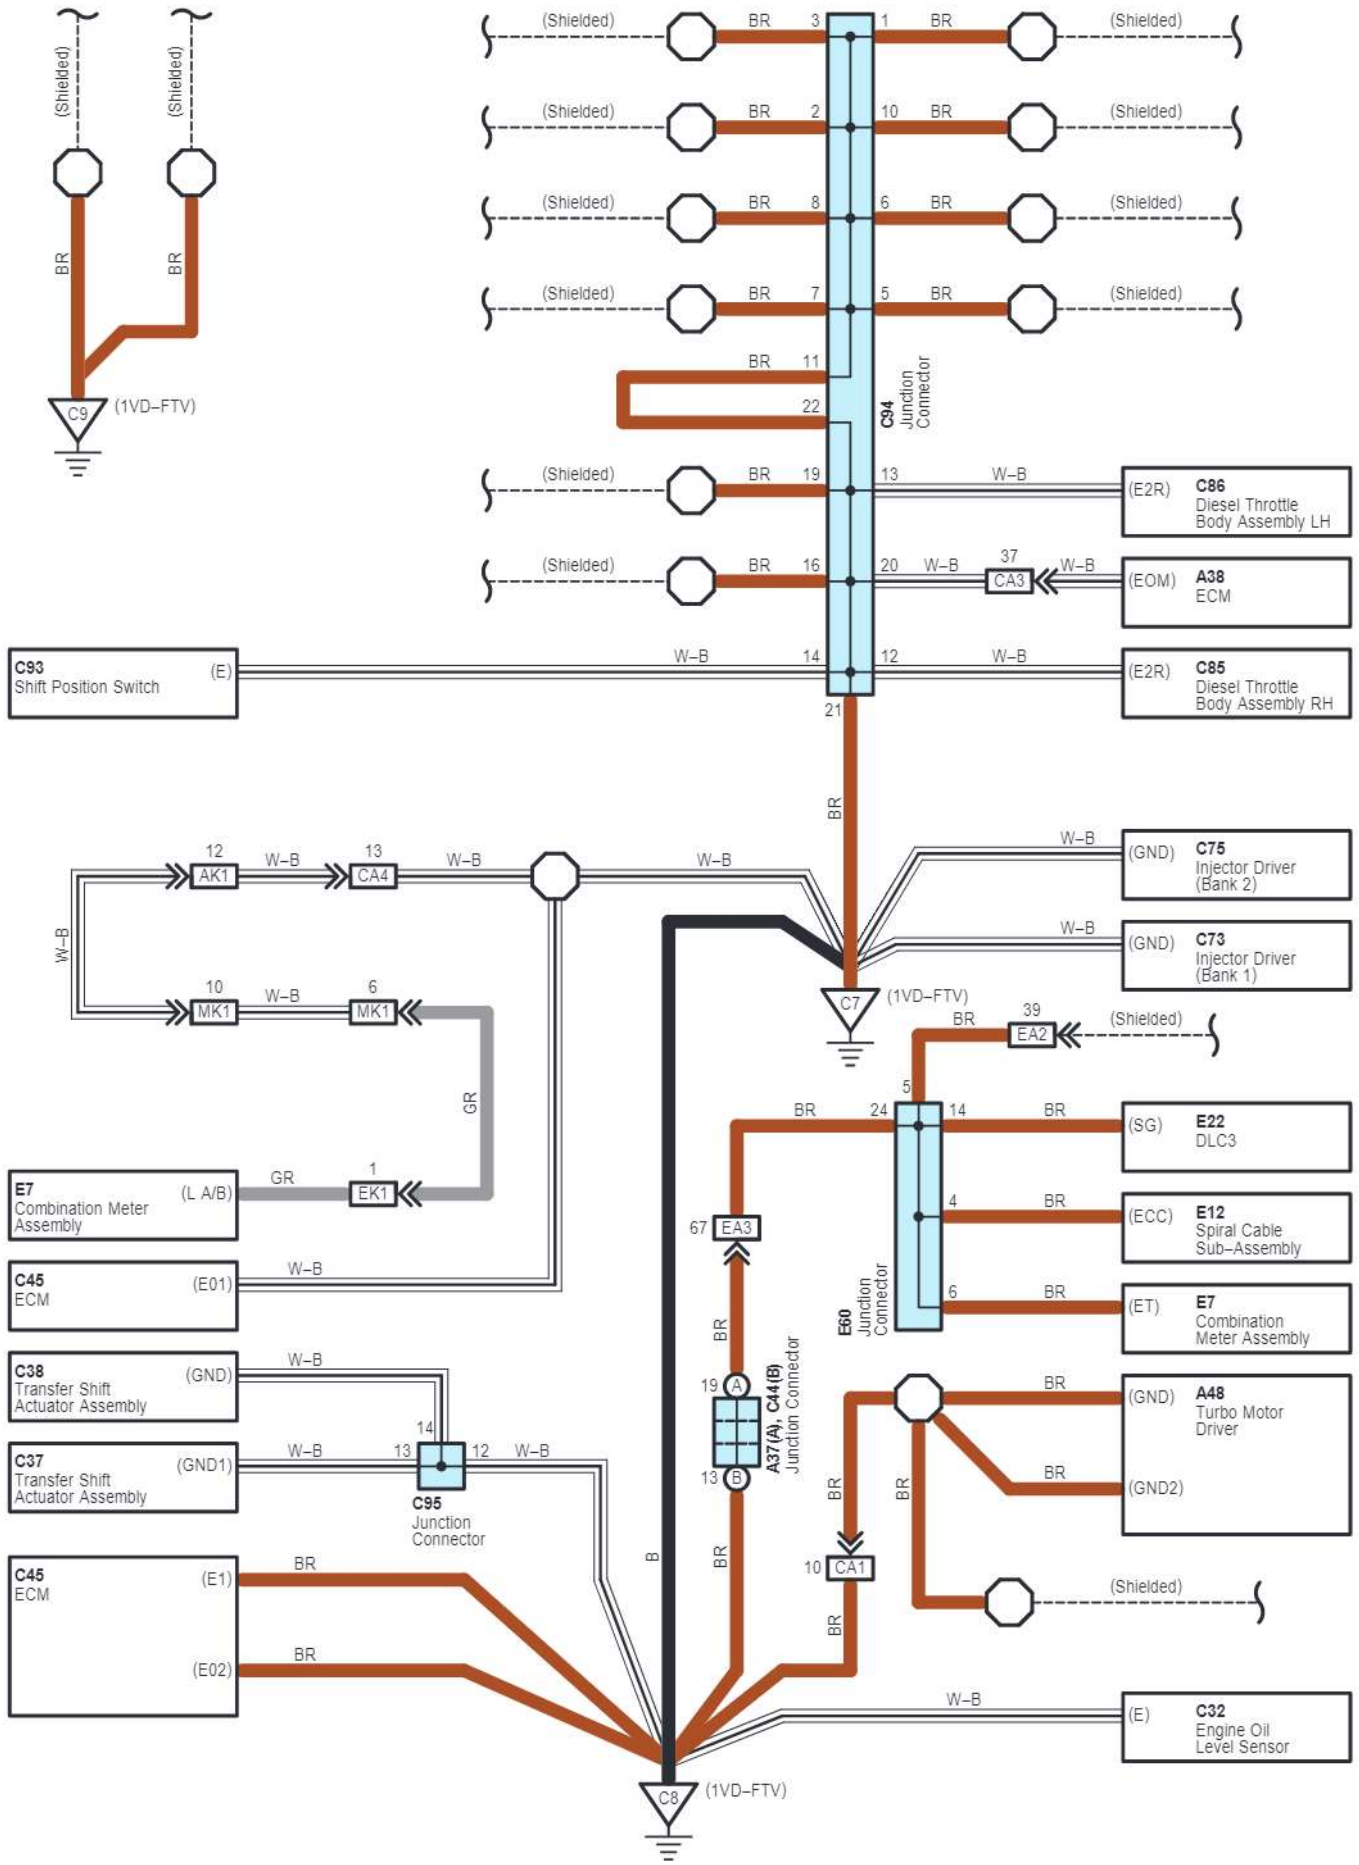 (Shielded)
(Shielded)
BR
BR
C9
(1VD–FTV)
(Shielded)
BR
3
1
BR
(Shielded)
(Shielded)
BR
2
10
BR
(Shielded)
(Shielded)
BR
8
6
BR
(Shielded)
(Shielded)
BR
7
5
BR
(Shielded)
BR
11
22
C94
Junction
Connector
(Shielded)
BR
19
13
W–B
(E2R)
C86
Diesel Throttle
Body Assembly LH
(Shielded)
BR
16
20
W–B
37
CA3
W–B
(EOM)
A38
ECM
C93
Shift Position Switch
(E)
W–B
14
12
W–B
(E2R)
C85
Diesel Throttle
Body Assembly RH
21
BR
12
AK1
W–B
13
CA4
W–B
W–B
W–B
(GND)
C75
Injector Driver
(Bank 2)
W–B
(GND)
C73
Injector Driver
(Bank 1)
W–B
10
MK1
W–B
6
MK1
C7
(1VD–FTV)
BR
39
EA2
(Shielded)
GR
5
BR
24
14
BR
(SG)
E22
DLC3
E7
Combination Meter
Assembly
(L A/B)
GR
1
EK1
67
EA3
4
BR
(ECC)
E12
Spiral Cable
Sub–Assembly
C45
ECM
(E01)
W–B
BR
E60
Junction
Connector
6
BR
(ET)
E7
Combination
Meter Assembly
C38
Transfer Shift
Actuator Assembly
(GND)
W–B
14
19
A
A37(A), C44(B)
Junction Connector
13
B
BR
(GND)
A48
Turbo Motor
Driver
C37
Transfer Shift
Actuator Assembly
(GND1)
W–B
13
12
W–B
C95
Junction
Connector
BR
BR
BR
(GND2)
C45
ECM
(E1)
BR
B
BR
10
CA1
(Shielded)
BR
(E02)
BR
W–B
(E)
C32
Engine Oil
Level Sensor
C8
(1VD–FTV)